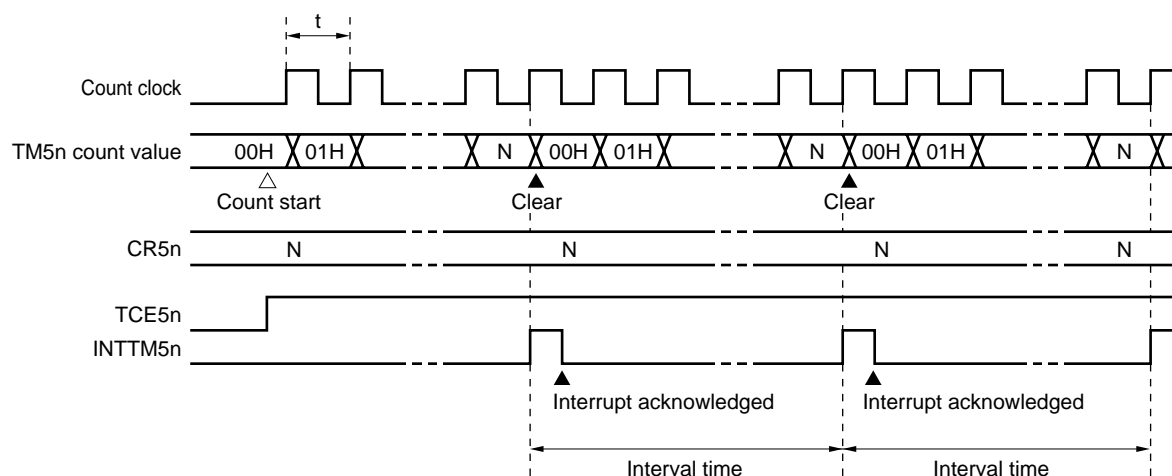 t
Count clock
TM5n count value 00H 01H N 00H 01H N 00H 01H N
Count start Clear Clear
CR5n N N N N
TCE5n
INTTM5n
Interrupt acknowledged Interrupt acknowledged
Interval time Interval time